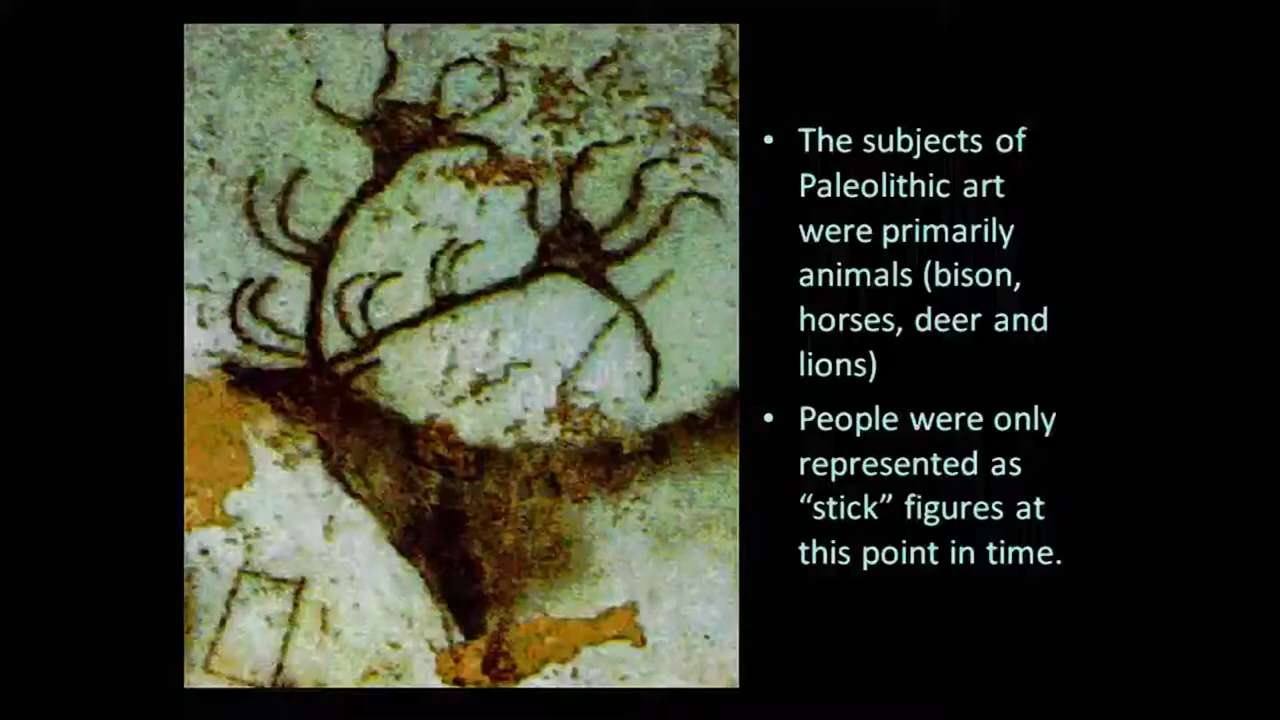 • The subjects of
Paleolithic art
were primarily
animals (bison,
horses, deer and
lions)
• People were only
represented as
“stick” figures at
this point in time.